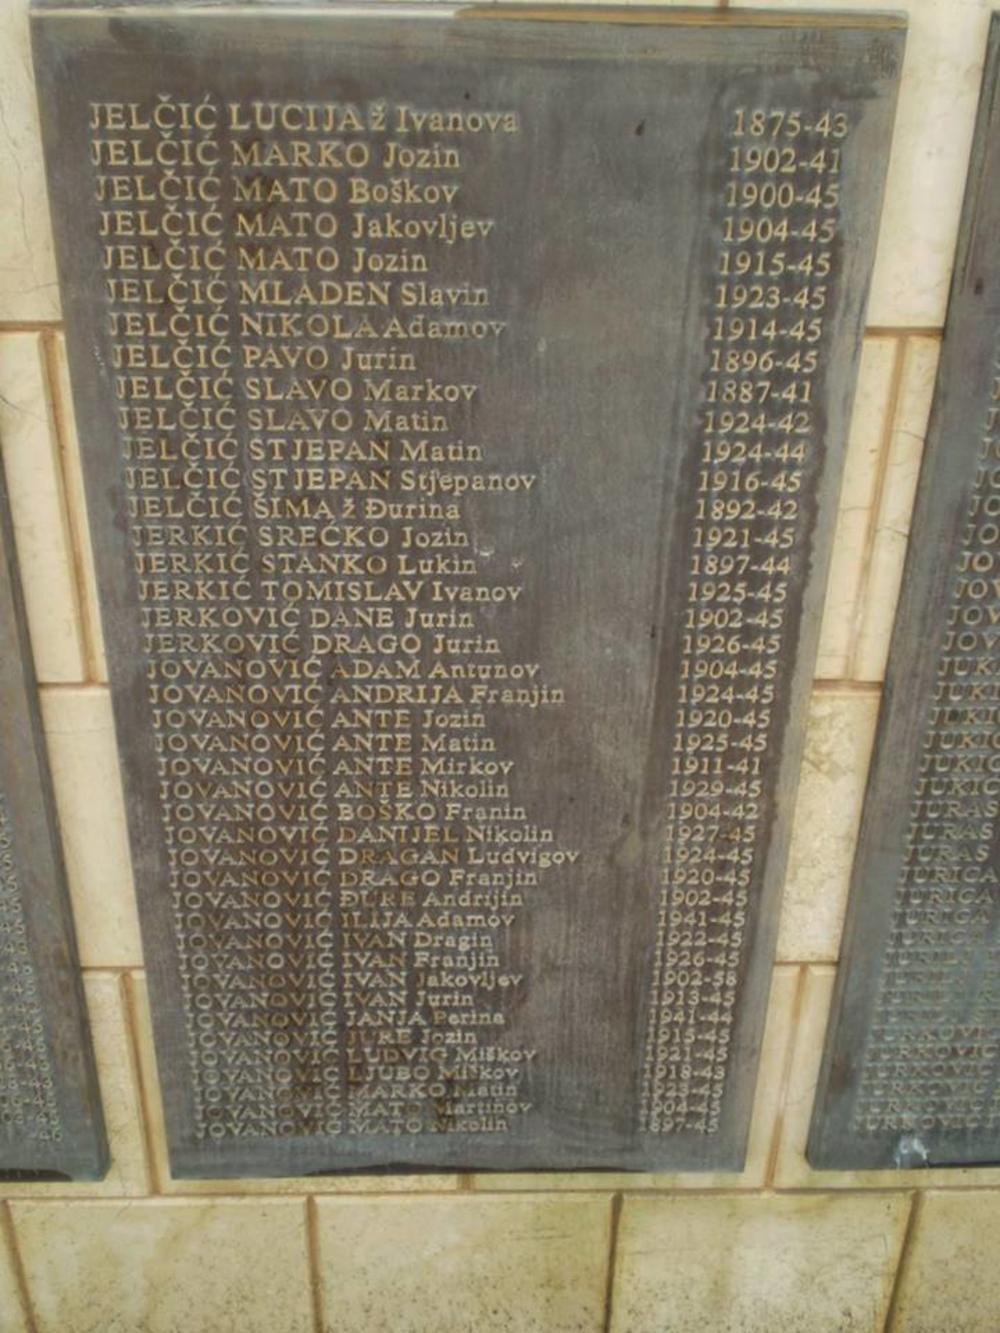 JELČIĆ LUCIJA ž Ivanova 1875-43
JELČIĆ MARKO Jozin 1902-41
JELČIĆ MATO Boškov 1900-45
JELČIĆ MATO Jakovljev 1904-45
JELČIĆ MATO Jozin 1915-45
JELČIĆ MLADEN Slavin 1923-45
JELČIĆ NIKOLA Adamov 1914-45
JELČIĆ PAVO Jurin 1896-45
JELČIĆ SLAVO Markov 1887-41
JELČIĆ SLAVO Matin 1924-42
JELČIĆ STJEPAN Matin 1924-44
JELČIĆ STJEPAN Stjepanov 1916-45
JELČIĆ ŠIMA ž Đurina 1892-42
JERKIĆ SREĆKO Jozin 1921-45
JERKIĆ STANKO Lukin 1897-44
JERKIĆ TOMISLAV Ivanov 1925-45
JERKOVIĆ DANE Jurin 1902-45
JERKOVIĆ DRAGO Jurin 1926-45
JOVANOVIĆ ADAM Antunov 1904-45
JOVANOVIĆ ANDRIJA Franjin 1924-45
JOVANOVIĆ ANTE Jozin 1920-45
JOVANOVIĆ ANTE Matin 1925-45
JOVANOVIĆ ANTE Mirkov 1911-41
JOVANOVIĆ ANTE Nikolin 1929-45
JOVANOVIĆ BOŠKO Franin 1904-42
JOVANOVIĆ DANIJEL Nikolin 1927-45
JOVANOVIĆ DRAGAN Ludvigov 1924-45
JOVANOVIĆ DRAGO Franjin 1920-45
JOVANOVIĆ ĐURE Andrijin 1902-45
JOVANOVIĆ ILIJA Adamov 1941-45
JOVANOVIĆ IVAN Dragin 1922-45
JOVANOVIĆ IVAN Franjin 1926-45
JOVANOVIĆ IVAN Jakovljev 1902-58
JOVANOVIĆ IVAN Jurin 1913-45
JOVANOVIĆ JANJA Perina 1941-44
JOVANOVIĆ JURE Jozin 1915-45
JOVANOVIĆ LUDVIG Miškov 1921-45
JOVANOVIĆ LJUBO Miškov 1918-43
JOVANOVIĆ MARKO Matin 1923-45
JOVANOVIĆ MATO Martinov 1904-45
JOVANOVIĆ MATO Nikolin 1897-45